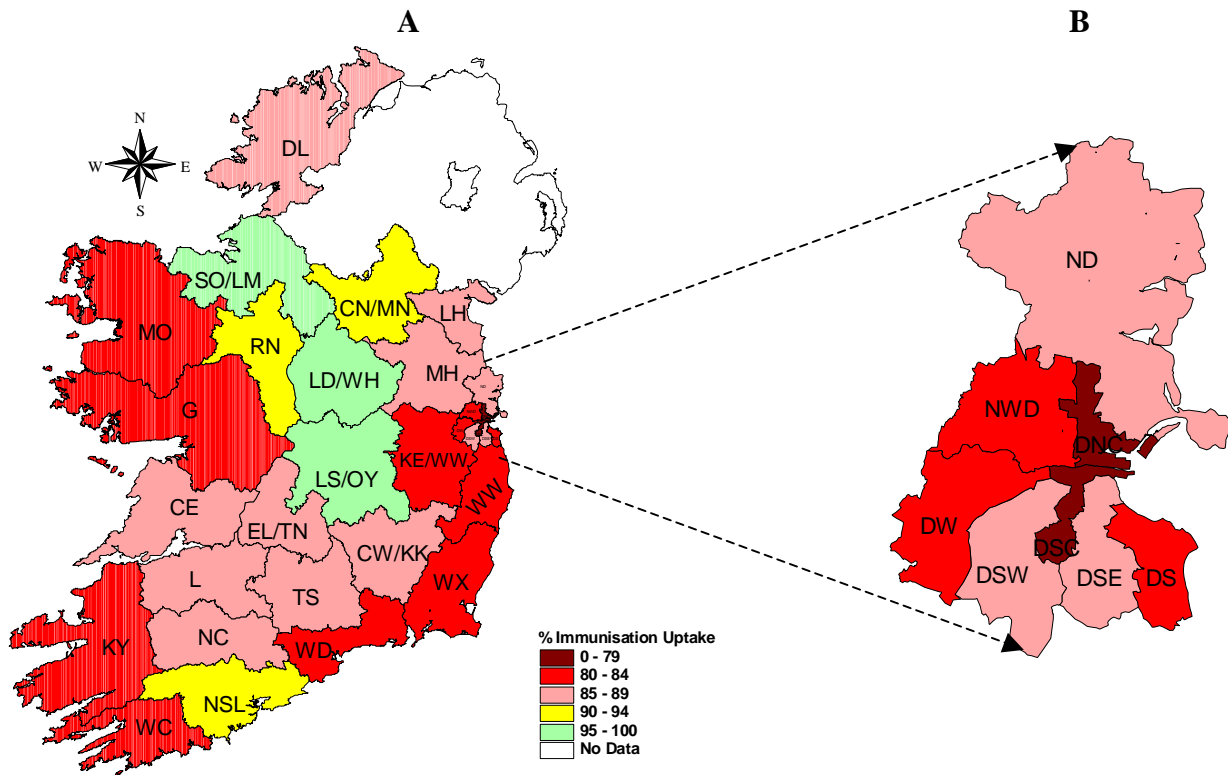 A
B
N
W E
S
DL
SO/LM
CN/MN
MO
RN
LH
LD/WH
MH
G
KE/WW
LS/OY
WW
CE
EL/TN
CW/KK
L
TS
WX
KY
NC
WD
NSL
WC
ND
NWD
DNC
DW
DSC
DSW
DSE
DS
% Immunisation Uptake
0 - 79
80 - 84
85 - 89
90 - 94
95 - 100
No Data